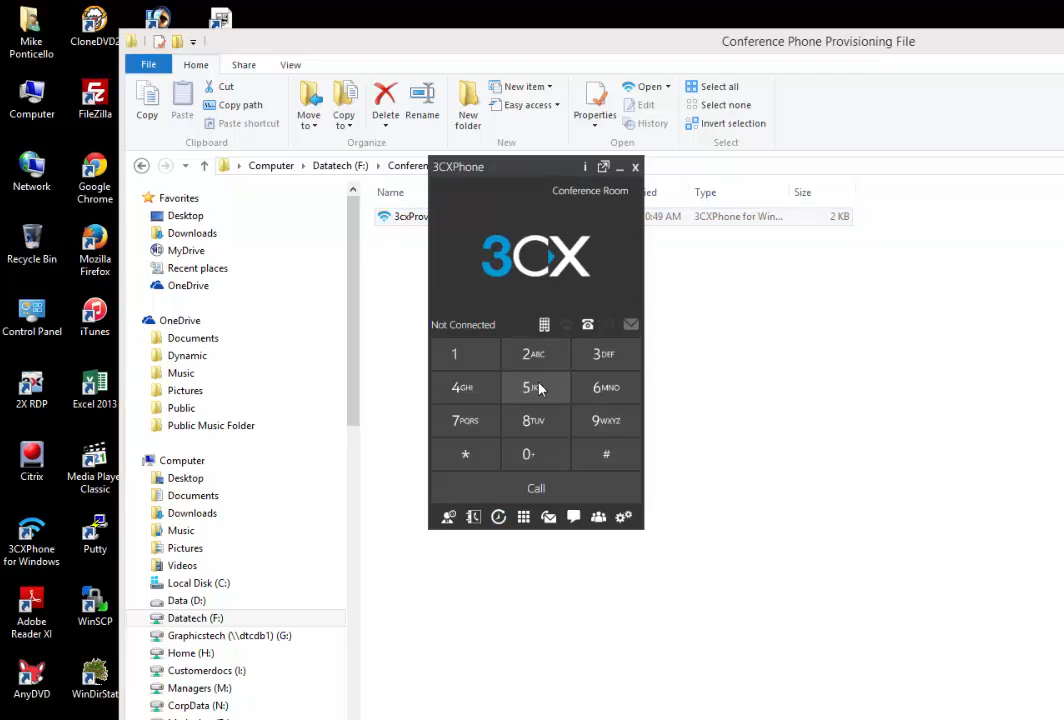 Mike Ponticello
CloneDVD2
Conference Phone Provisioning File
File
Home
Share
View
Copy
Paste
Cut
Copy path
Paste shortcut
Clipboard
Move to
Copy to
Delete
Rename
Organize
New folder
New item
Easy access
New
Properties
Open
Edit
History
Open
Select all
Select none
Invert selection
Select
Computer
Datatech (F:)
Conferen
Name
Type
Size
3cxProv
0:49 AM
3CXPhone for Win...
2 KB
Computer
FileZilla
Network
Google Chrome
Recycle Bin
Mozilla Firefox
Control Panel
iTunes
2X RDP
Excel 2013
Citrix
Media Playe
Classic
3CXPhone for Windows
Putty
Adobe Reader XI
WinSCP
AnyDVD
WinDirStat
Favorites
Desktop
Downloads
MyDrive
Recent places
OneDrive
OneDrive
Documents
Dynamic
Music
Pictures
Public
Public Music Folder
Computer
Desktop
Documents
Downloads
Music
Pictures
Videos
Local Disk (C:)
Data (D:)
Datatech (F:)
Graphicstech (\\dtcdb1) (G:)
Home (H:)
Customerdocs (I:)
Managers (M:)
CorpData (N:)
3CXPhone
Conference Room
3CX
Not Connected
1
2ABC
3DEF
4GHI
5
6MNO
7PQRS
8TUV
9WXYZ
*
0+
#
Call